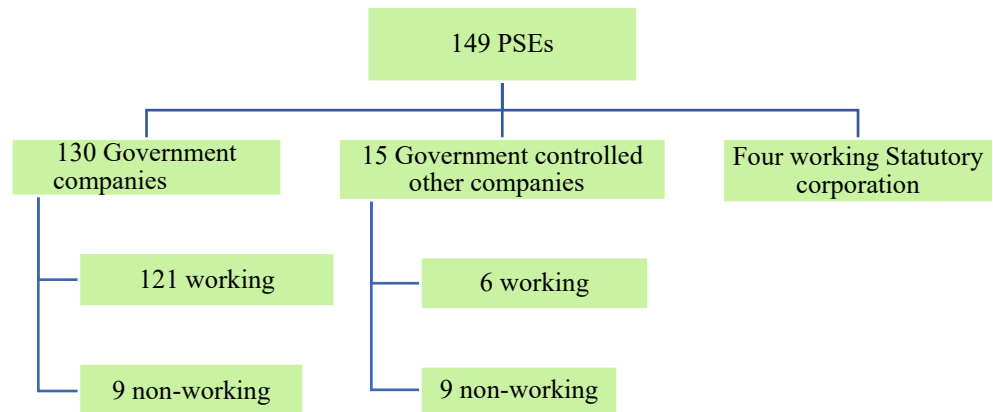 149 PSEs
130 Government
companies
15 Government controlled
other companies
Four working Statutory
corporation
121 working
6 working
9 non-working
9 non-working